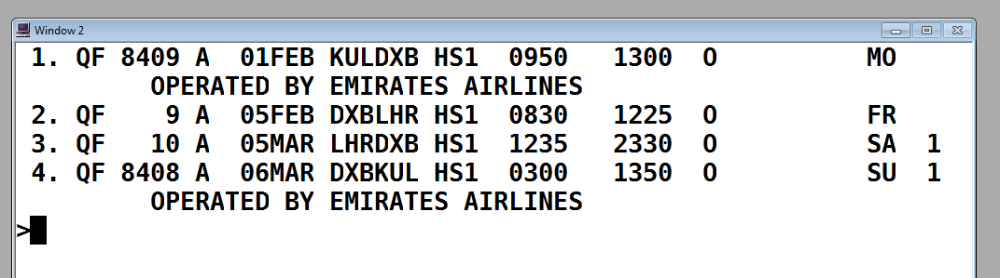 Window 2
1. QF 8409 A 01FEB KULDXB HS1 0950 1300 O MO
OPERATED BY EMIRATES AIRLINES
2. QF 9 A 05FEB DXBLHR HS1 0830 1225 O FR
3. QF 10 A 05MAR LHRDXB HS1 1235 2330 O SA 1
4. QF 8408 A 06MAR DXBKUL HS1 0300 1350 O SU 1
OPERATED BY EMIRATES AIRLINES
>